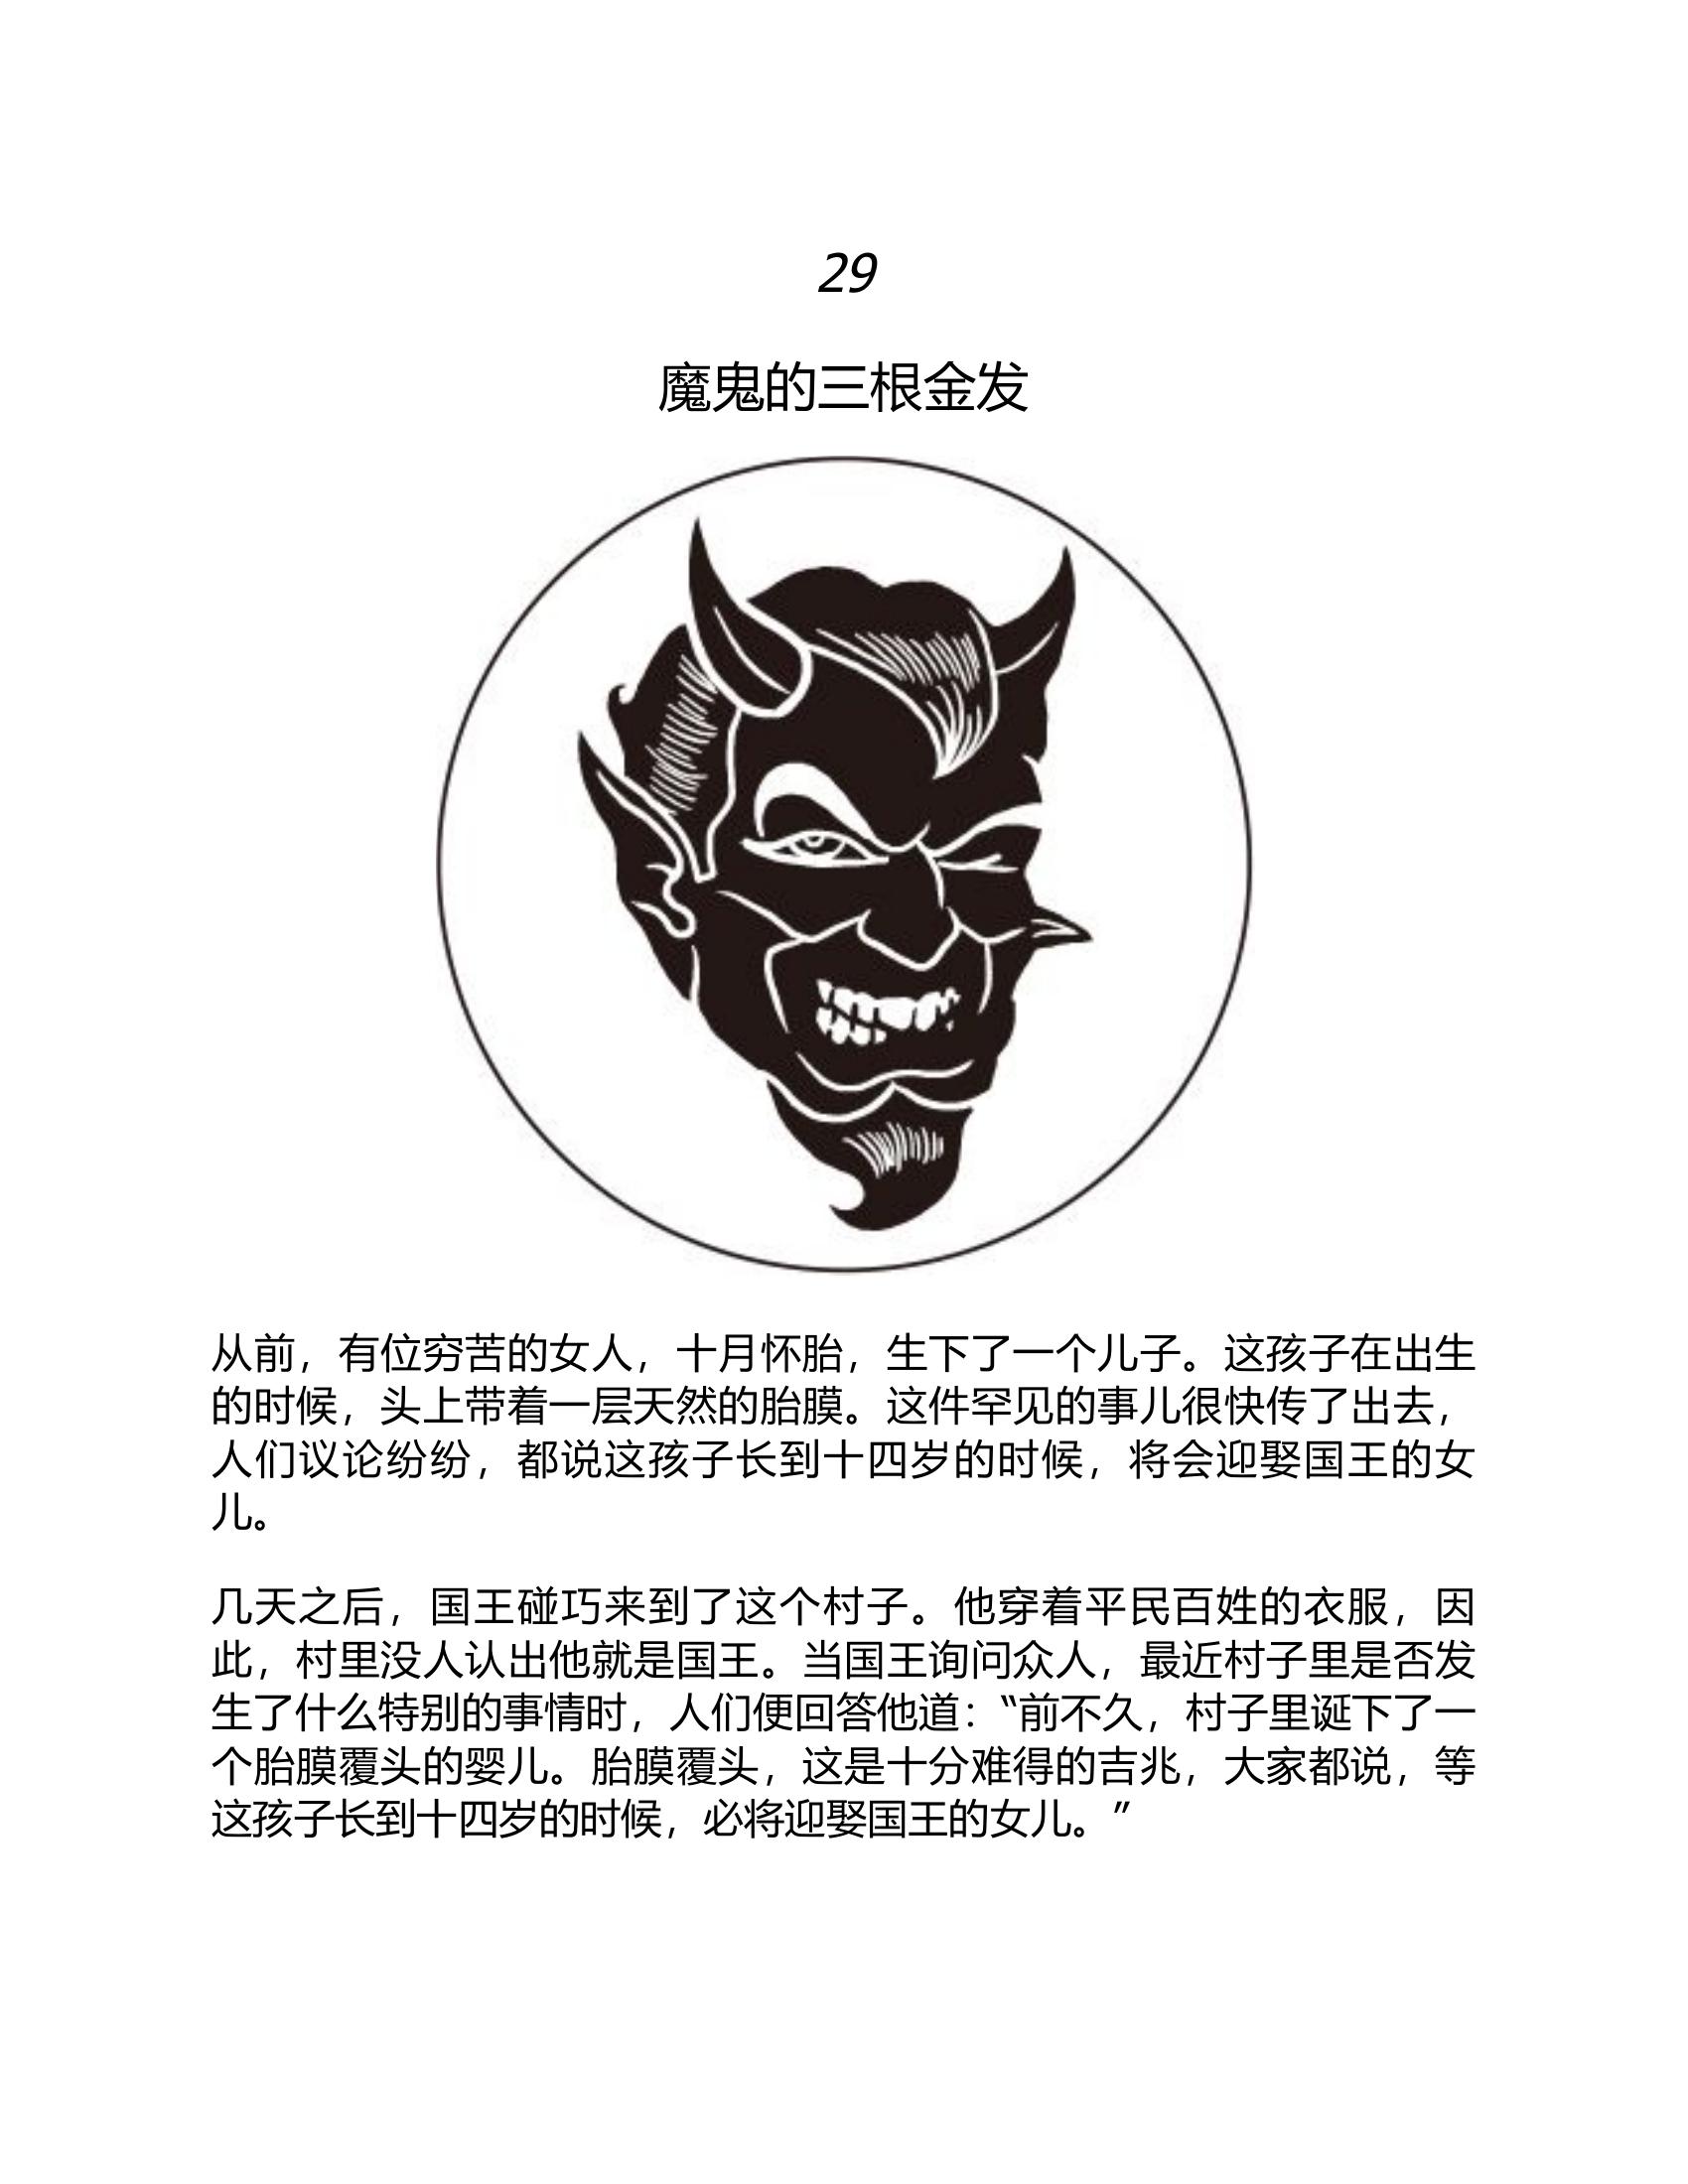 29
魔鬼的三根金发
从前，有位穷苦的女人，十月怀胎，生下了一个儿子。这孩子在出生
的时候，头上带着一层天然的胎膜。这件罕见的事儿很快传了出去，
人们议论纷纷，都说这孩子长到十四岁的时候，将会迎娶国王的女
儿。
几天之后，国王碰巧来到了这个村子。他穿着平民百姓的衣服，因
此，村里没人认出他就是国王。当国王询问众人，最近村子里是否发
生了什么特别的事情时，人们便回答他道：“前不久，村子里诞下了一
个胎膜覆头的婴儿。胎膜覆头，这是十分难得的吉兆，大家都说，等
这孩子长到十四岁的时候，必将迎娶国王的女儿。”